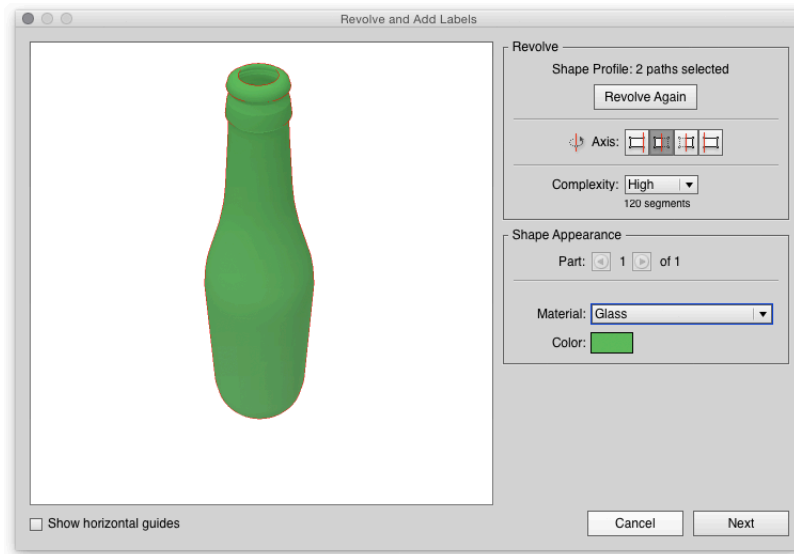 Revolve and Add Labels
Revolve
Shape Profile: 2 paths selected
Revolve Again
Axis:
Complexity: High
120 segments
Shape Appearance
Part: 1 of 1
Material: Glass
Color:
Show horizontal guides
Cancel Next